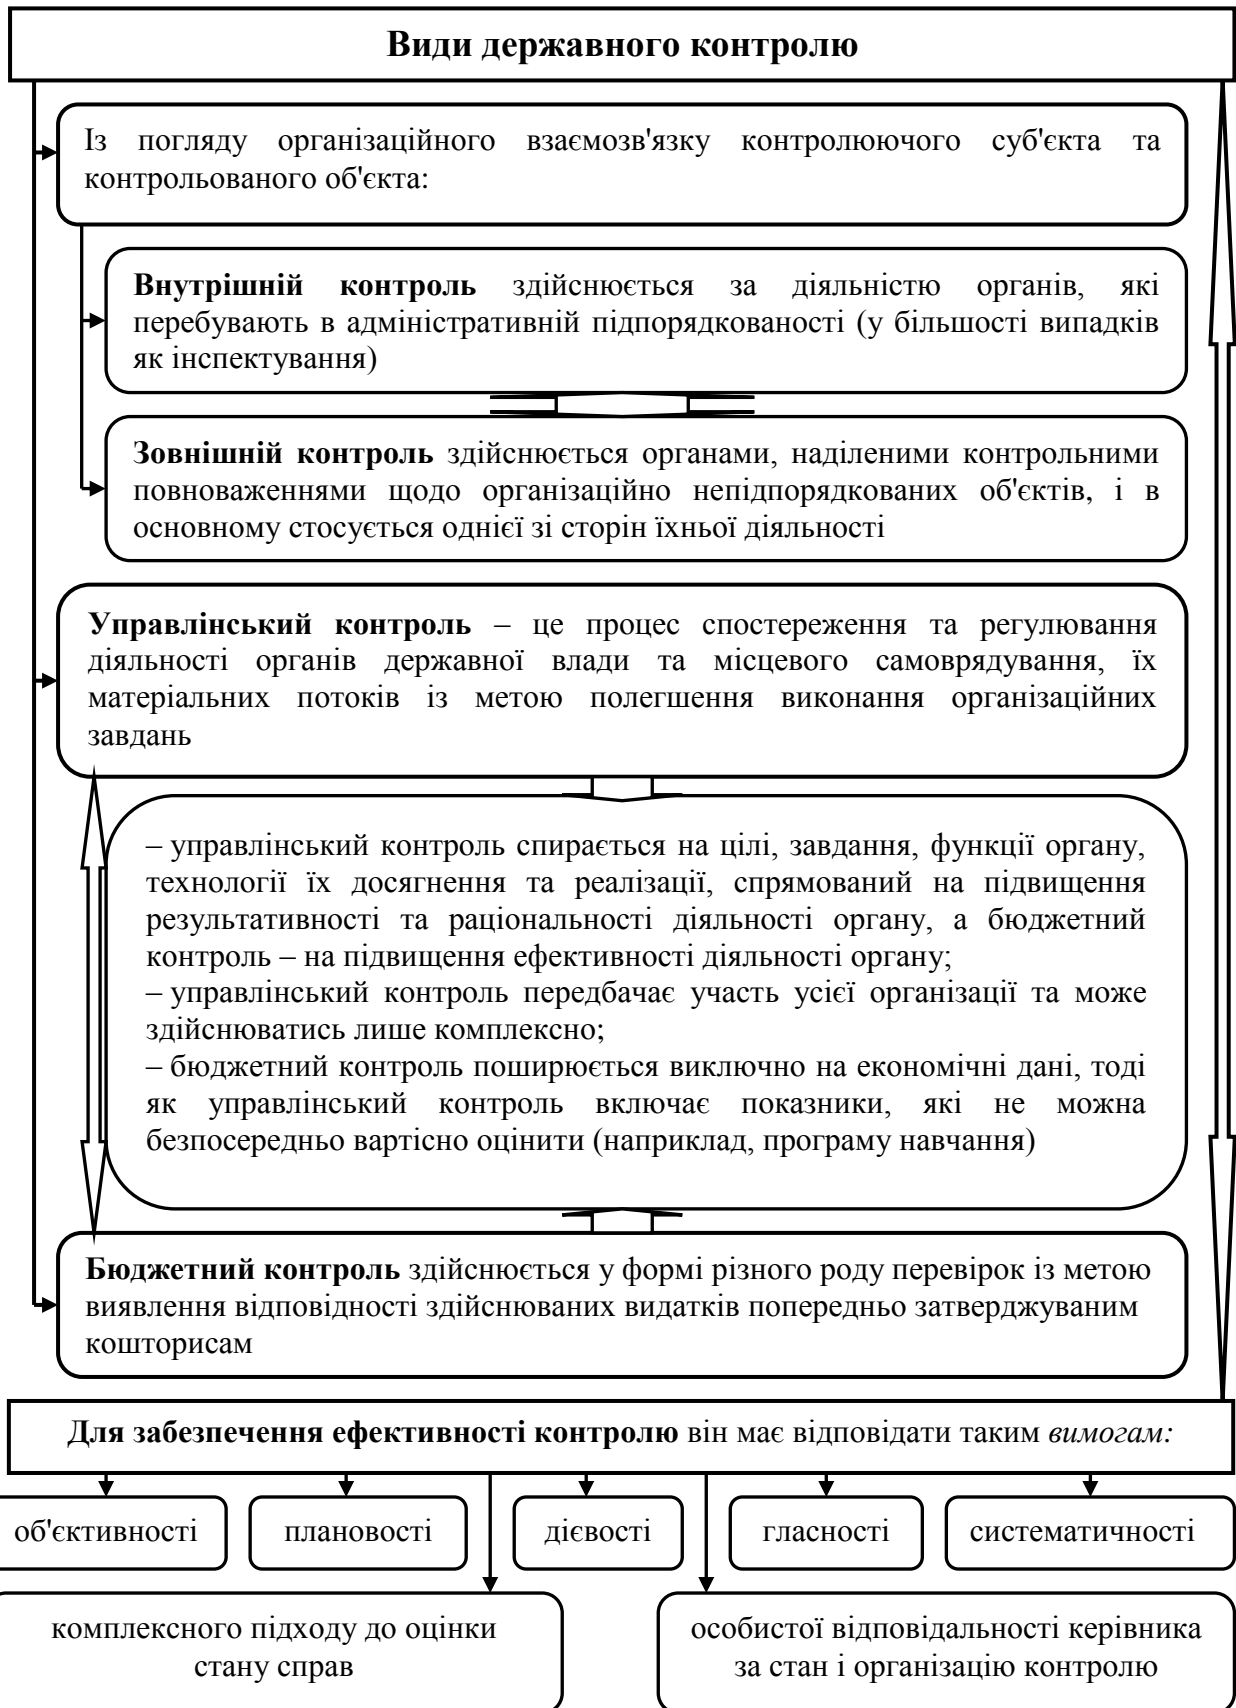 Види державного контролю
Із погляду організаційного взаємозв'язку контролюючого суб'єкта та
контрольованого об'єкта:
Внутрішній контроль здійснюється за діяльністю органів, які
перебувають в адміністративній підпорядкованості (у більшості випадків
як інспектування)
Зовнішній контроль здійснюється органами, наділеними контрольними
повноваженнями щодо організаційно непідпорядкованих об'єктів, і в
основному стосується однієї зі сторін їхньої діяльності
Управлінський контроль – це процес спостереження та регулювання
діяльності органів державної влади та місцевого самоврядування, їх
матеріальних потоків із метою полегшення виконання організаційних
завдань
– управлінський контроль спирається на цілі, завдання, функції органу,
технології їх досягнення та реалізації, спрямований на підвищення
результативності та раціональності діяльності органу, а бюджетний
контроль – на підвищення ефективності діяльності органу;
– управлінський контроль передбачає участь усієї організації та може
здійснюватись лише комплексно;
– бюджетний контроль поширюється виключно на економічні дані, тоді
як управлінський контроль включає показники, які не можна
безпосередньо вартісно оцінити (наприклад, програму навчання)
Бюджетний контроль здійснюється у формі різного роду перевірок із метою
виявлення відповідності здійснюваних видатків попередньо затверджуваним
кошторисам
Для забезпечення ефективності контролю він має відповідати таким вимогам:
об'єктивності
плановості
дієвості
гласності
систематичності
комплексного підходу до оцінки
стану справ
особистої відповідальності керівника
за стан і організацію контролю